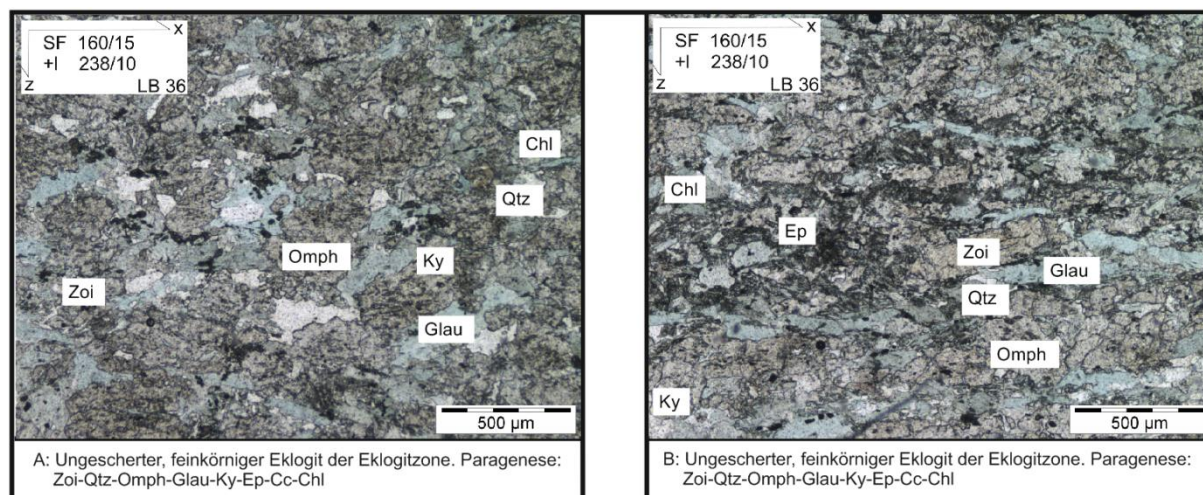 x
SF 160/15
+l 238/10
z
LB 36
Chl
Qtz
Omph
Ky
Zoi
Glau
500 µm
A: Ungescherter, feinkörniger Eklogit der Eklogitzone. Paragenese:
Zoi-Qtz-Omph-Glau-Ky-Ep-Cc-Chl
x
SF 160/15
+l 238/10
z
LB 36
Chl
Ep
Zoi
Glau
Qtz
Omph
Ky
500 µm
B: Ungescherter, feinkörniger Eklogit der Eklogitzone. Paragenese:
Zoi-Qtz-Omph-Glau-Ky-Ep-Cc-Chl